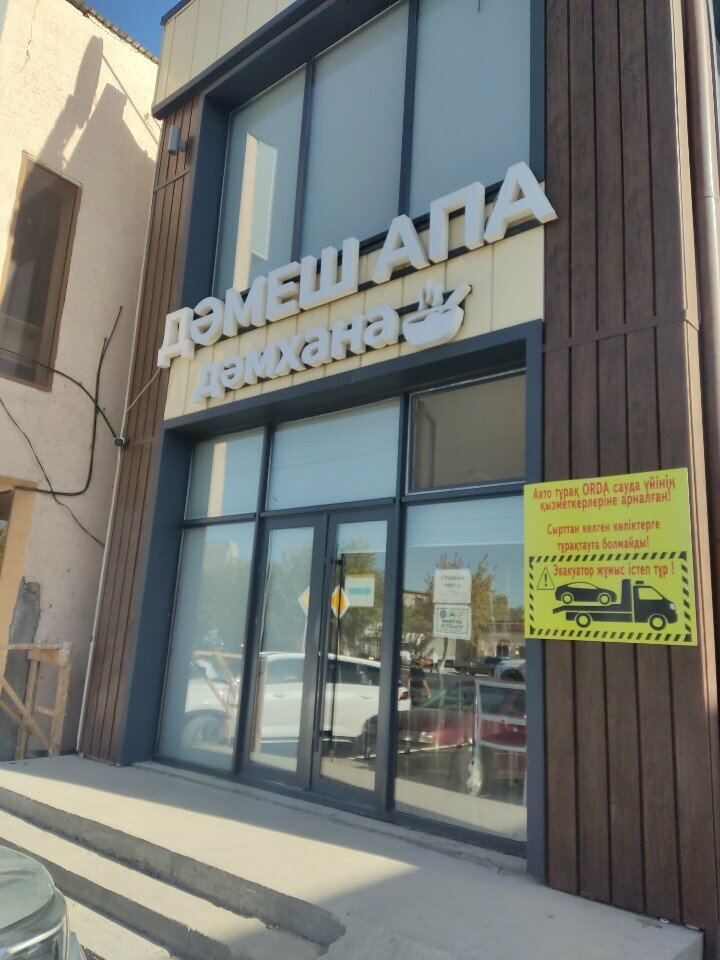 ДӘМЕШ АПА
дәмхана
Авто тұрақ ORDA сауда үйінің
қызметкерлеріне арналған!
Сырттан келген көліктерге
тұрақтауға болмайды!
Эвакуатор жұмыс істеп тұр !